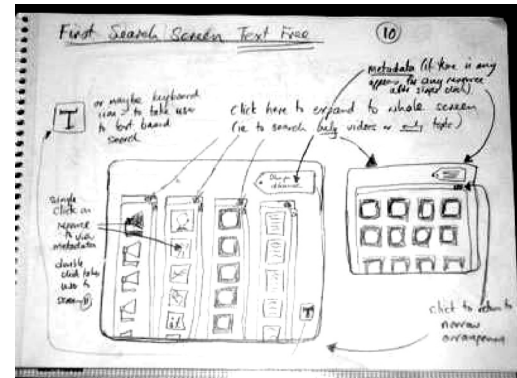 First Search Screen Text Free
10
metadata (if there is any
appears for any resource
after single click)
T
or maybe keyboard
icon to take user
to text based
search
click here to expand to whole screen
(ie to search only videos or only topic)
single
click on
resource
to view
metadata
double
click takes
user to
screen 11
T
click to return to
narrow
arrangement